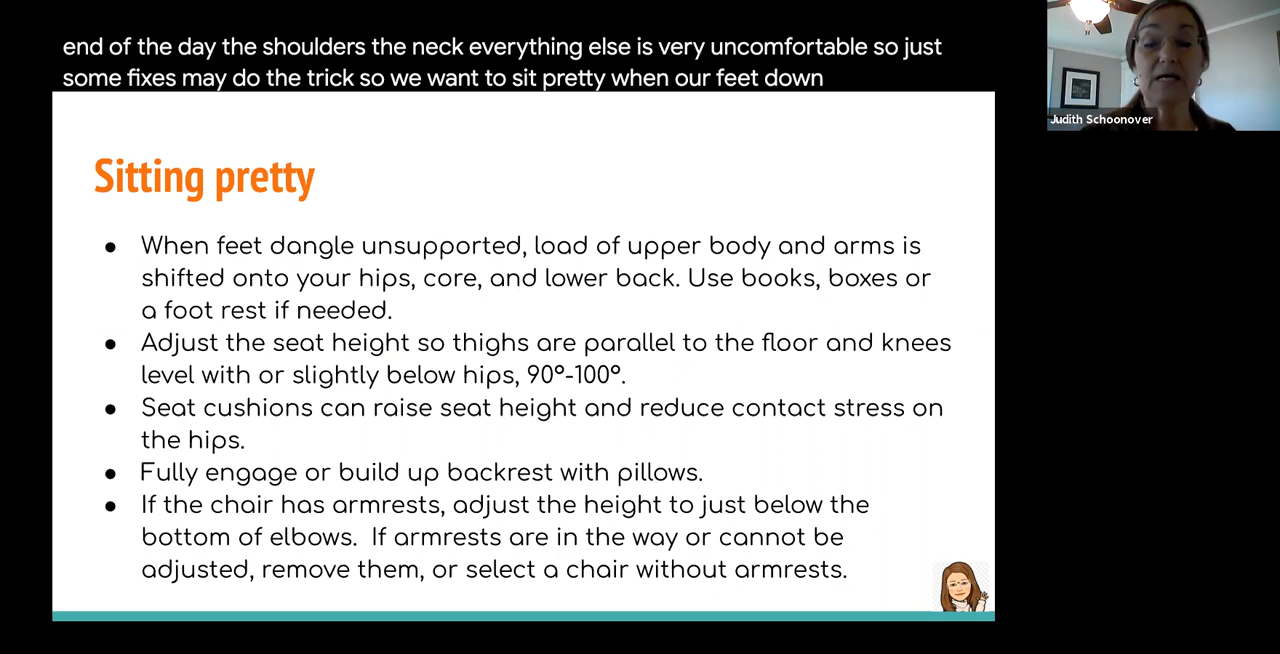 end of the day the shoulders the neck everything else is very uncomfortable so just
some fixes may do the trick so we want to sit pretty when our feet down
Judith Schoonover
Sitting pretty
● When feet dangle unsupported, load of upper body and arms is
shifted onto your hips, core, and lower back. Use books, boxes or
a foot rest if needed.
● Adjust the seat height so thighs are parallel to the floor and knees
level with or slightly below hips, 90°-100°.
● Seat cushions can raise seat height and reduce contact stress on
the hips.
● Fully engage or build up backrest with pillows.
● If the chair has armrests, adjust the height to just below the
bottom of elbows.  If armrests are in the way or cannot be
adjusted, remove them, or select a chair without armrests.